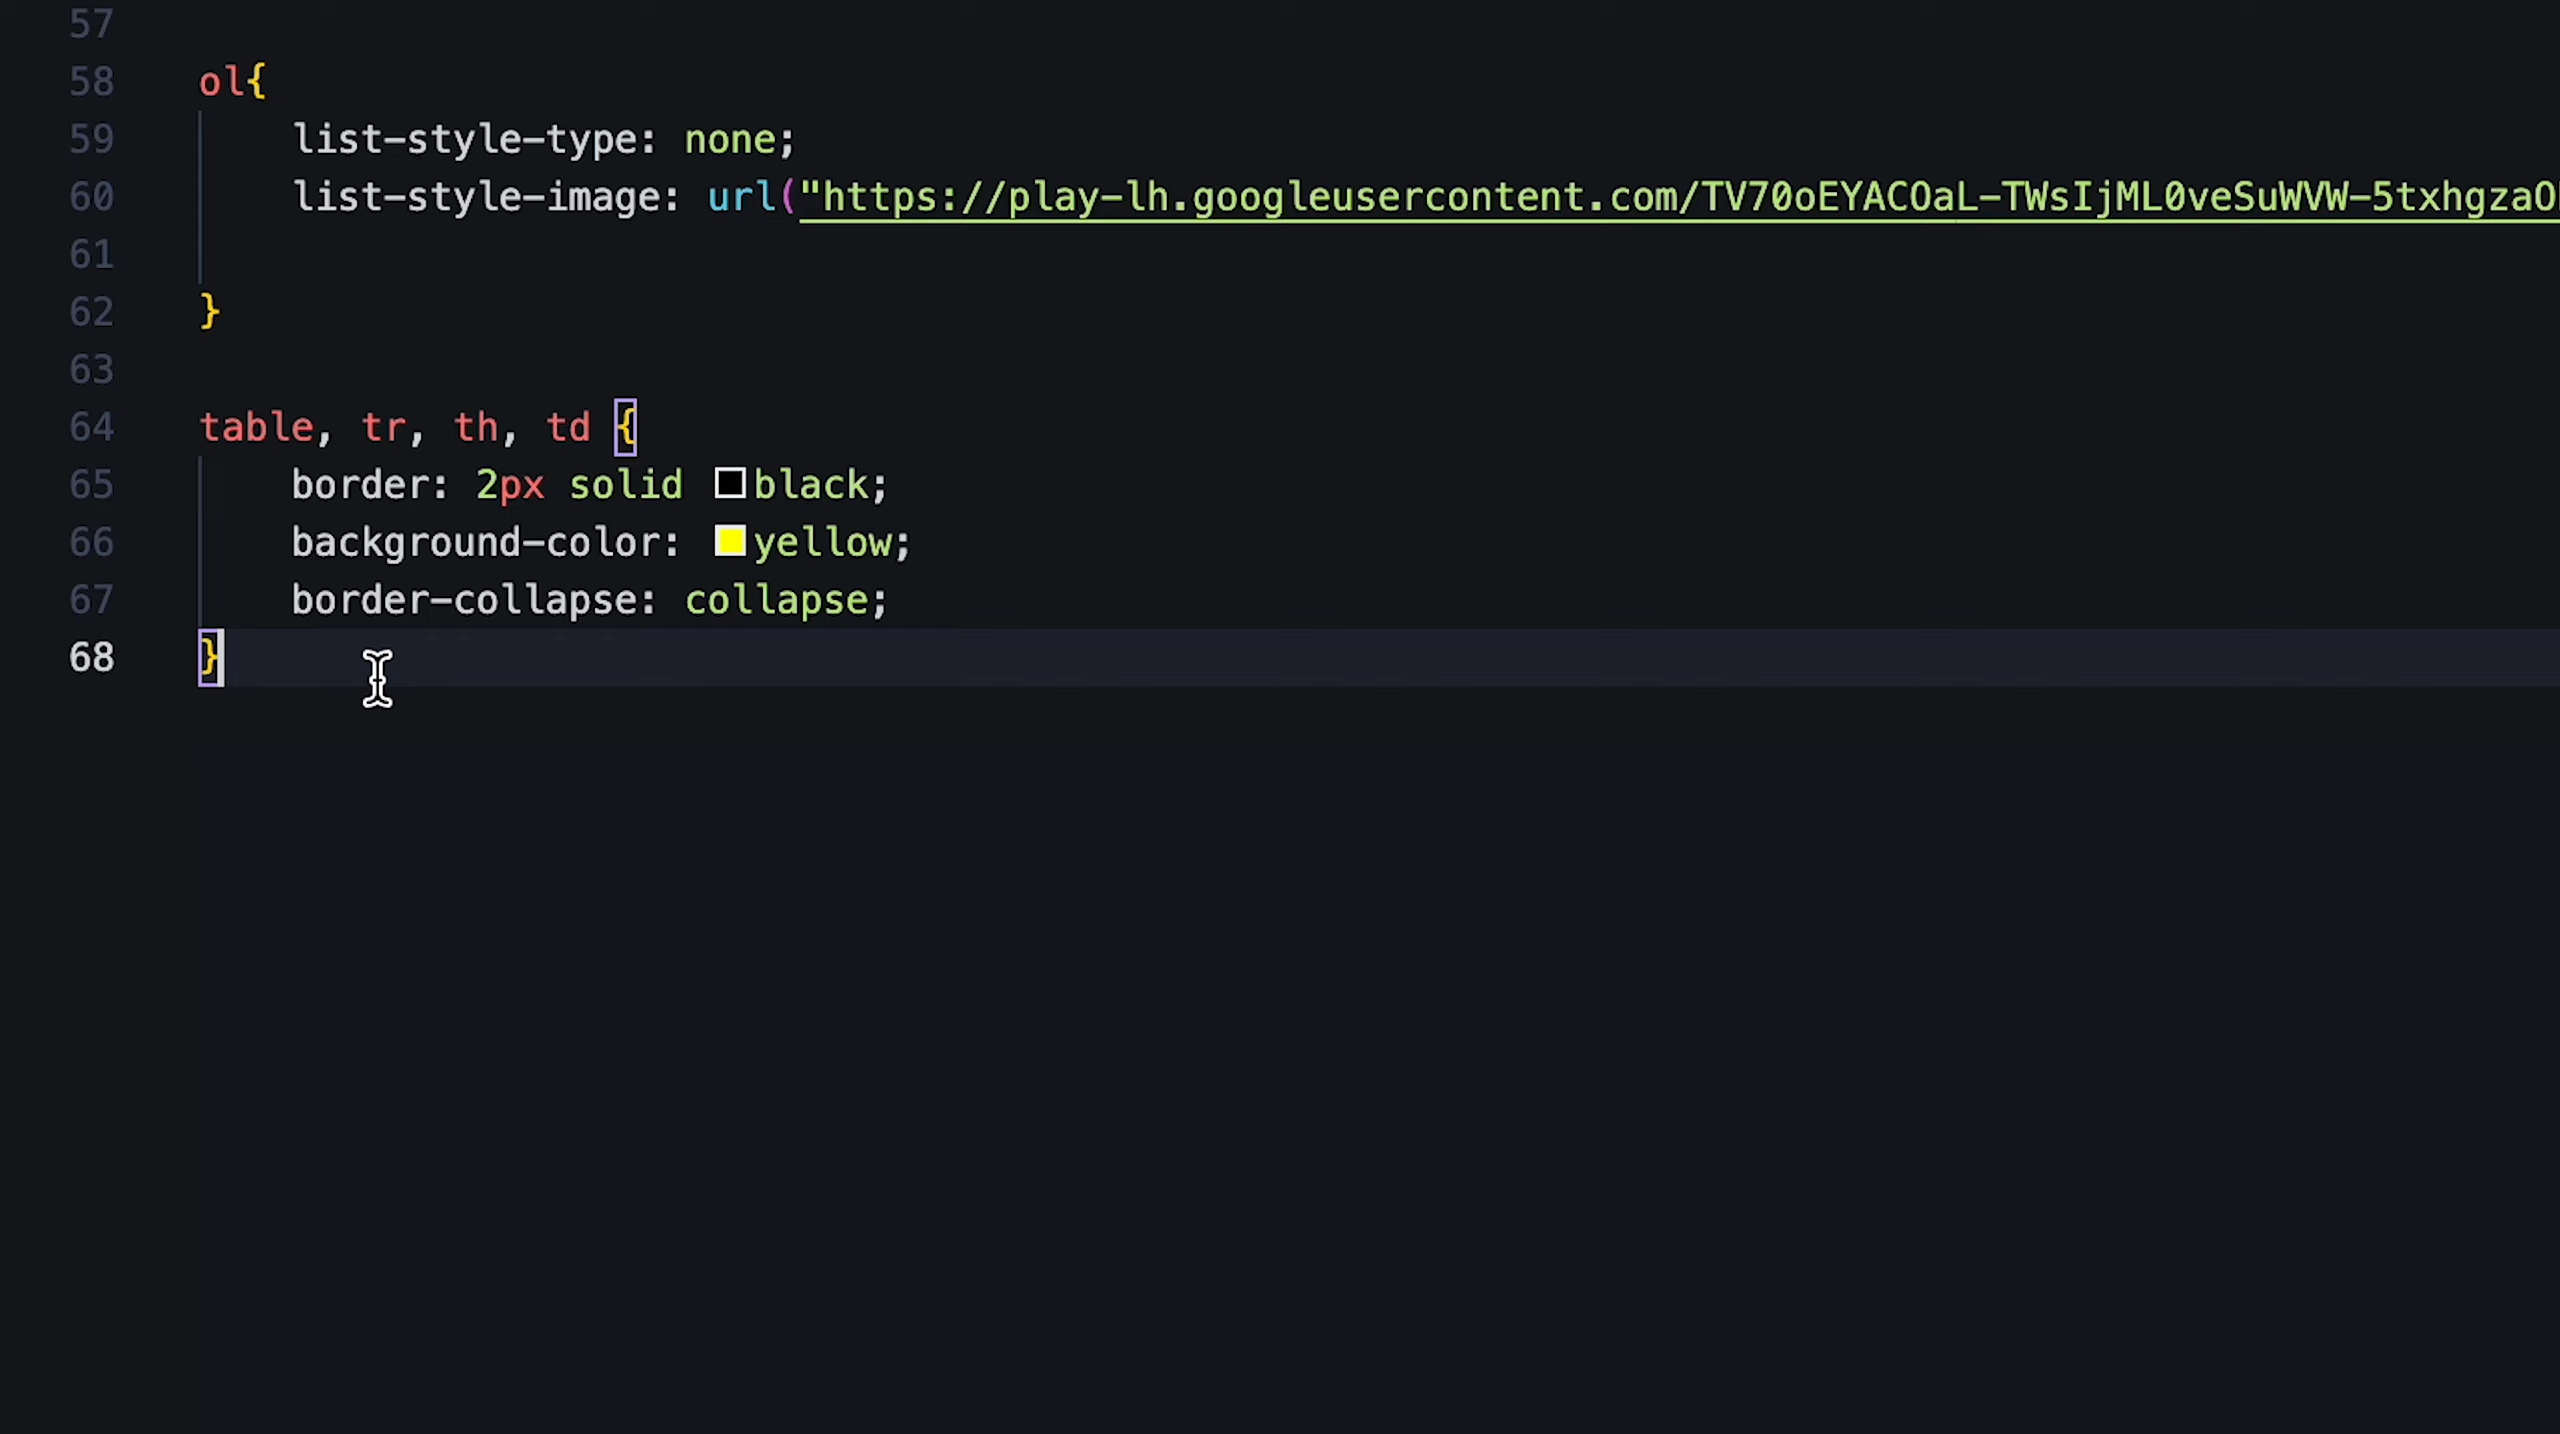 57
58 ol{
59 list-style-type: none;
60 list-style-image: url("https://play-lh.googleusercontent.com/TV70oEYACOaL-TWsIjML0veSuWVW-5txhgzaO
61
62 }
63
64 table, tr, th, td {
65 border: 2px solid black;
66 background-color: yellow;
67 border-collapse: collapse;
68 }